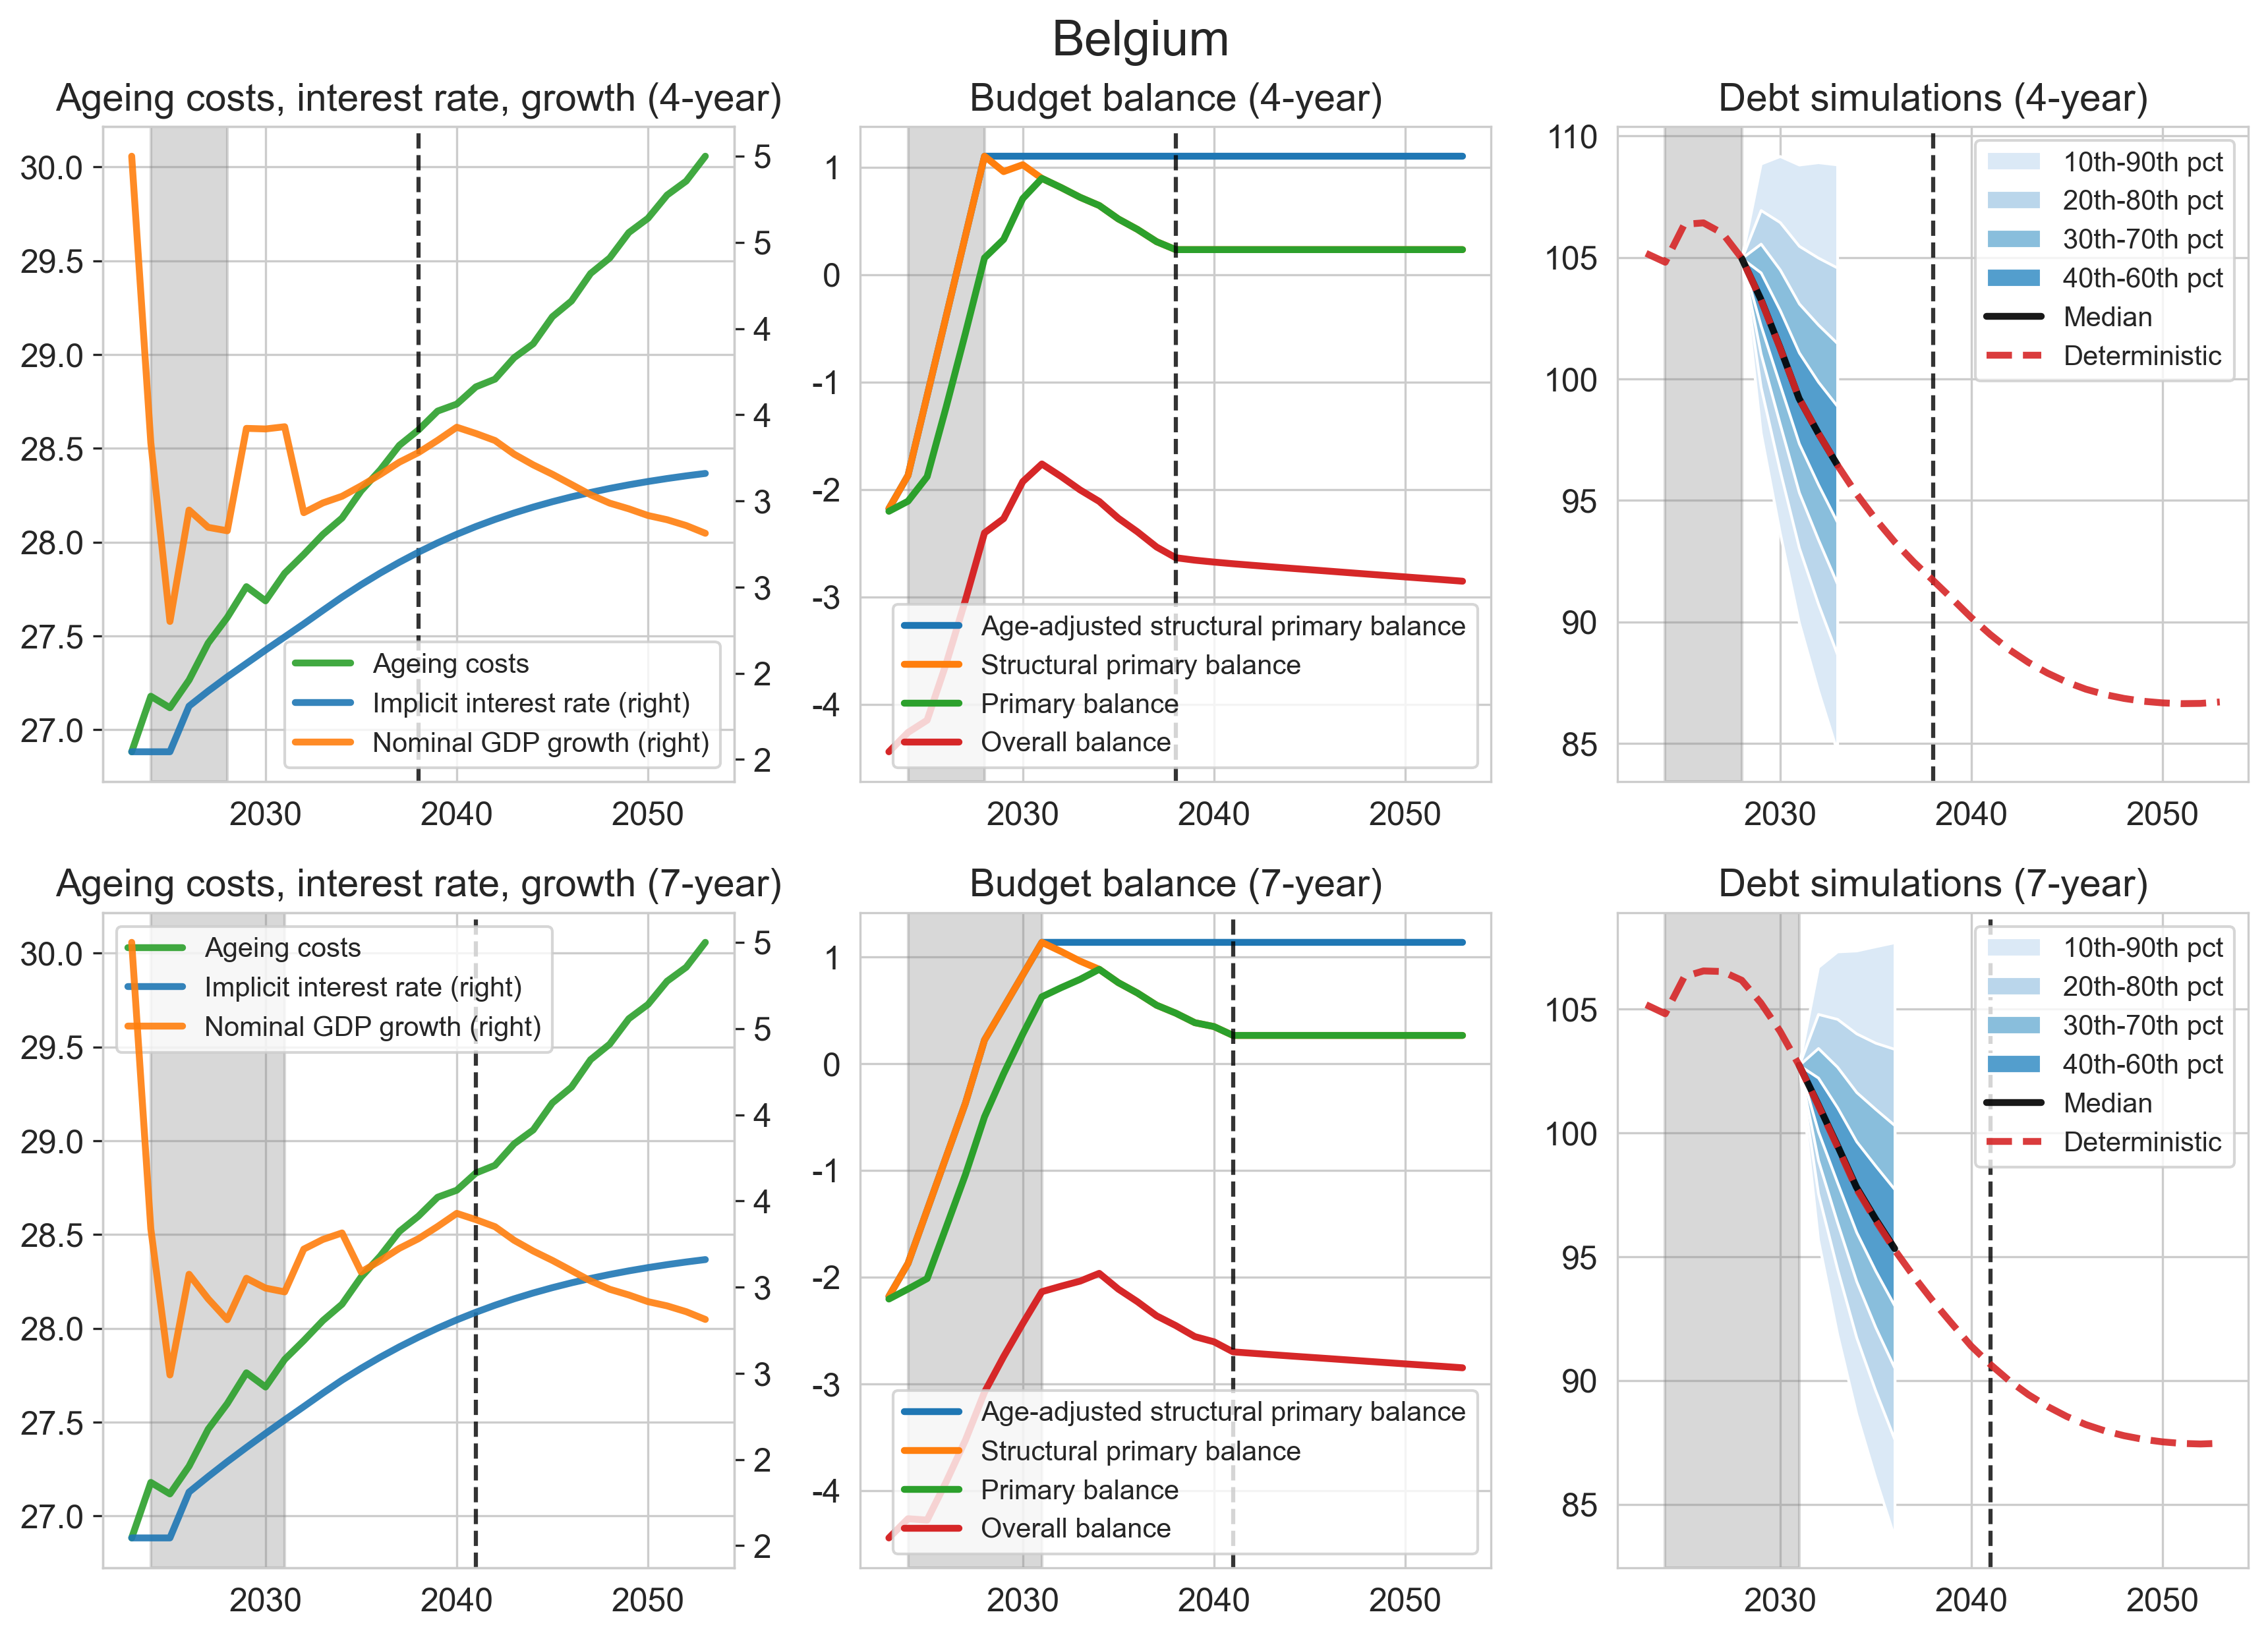 Belgium
Ageing costs, interest rate, growth (4-year)
30.0
29.5
29.0
28.5
28.0
27.5
27.0
5
5
4
4
3
3
2
2
2030
2040
2050
Ageing costs
Implicit interest rate (right)
Nominal GDP growth (right)
Budget balance (4-year)
1
0
-1
-2
-3
-4
2030
2040
2050
Age-adjusted structural primary balance
Structural primary balance
Primary balance
Overall balance
Debt simulations (4-year)
110
105
100
95
90
85
2030
2040
2050
10th-90th pct
20th-80th pct
30th-70th pct
40th-60th pct
Median
Deterministic
Ageing costs, interest rate, growth (7-year)
30.0
29.5
29.0
28.5
28.0
27.5
27.0
5
5
4
4
3
3
2
2
2030
2040
2050
Ageing costs
Implicit interest rate (right)
Nominal GDP growth (right)
Budget balance (7-year)
1
0
-1
-2
-3
-4
2030
2040
2050
Age-adjusted structural primary balance
Structural primary balance
Primary balance
Overall balance
Debt simulations (7-year)
105
100
95
90
85
2030
2040
2050
10th-90th pct
20th-80th pct
30th-70th pct
40th-60th pct
Median
Deterministic